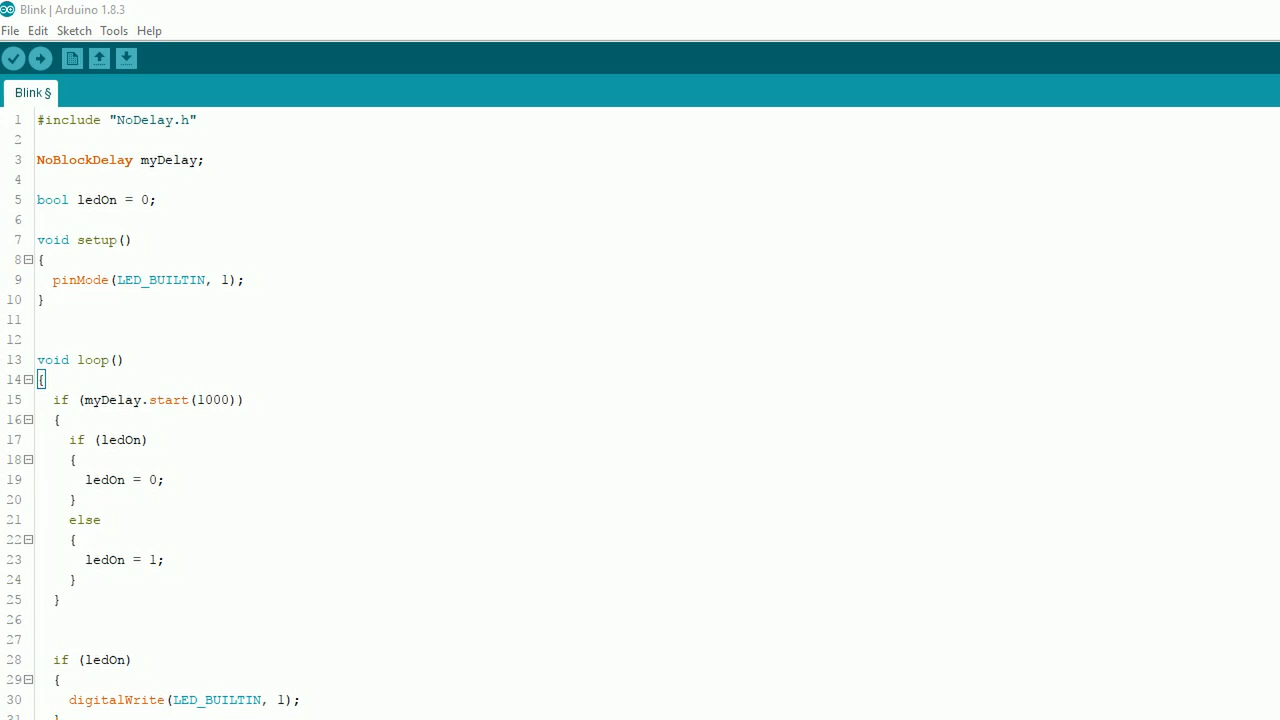 Blink | Arduino 1.8.3
File Edit Sketch Tools Help
Blink §
1 #include "NoDelay.h"
2
3 NoBlockDelay myDelay;
4
5 bool ledOn = 0;
6
7 void setup()
8 {
9 pinMode(LED_BUILTIN, 1);
10 }
11
12
13 void loop()
14 {
15 if (myDelay.start(1000))
16 {
17 if (ledOn)
18 {
19 ledOn = 0;
20 }
21 else
22 {
23 ledOn = 1;
24 }
25 }
26
27
28 if (ledOn)
29 {
30 digitalWrite(LED_BUILTIN, 1);
31 }